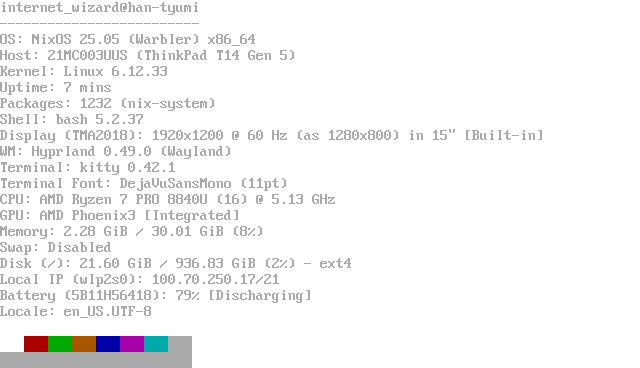 internet_wizard@han-tyumi
-------------------------
OS: NixOS 25.05 (Warbler) x86_64
Host: 21MC003UUS (ThinkPad T14 Gen 5)
Kernel: Linux 6.12.33
Uptime: 7 mins
Packages: 1232 (nix-system)
Shell: bash 5.2.37
Display (TMA2018): 1920x1200 @ 60 Hz (as 1280x800) in 15" [Built-in]
WM: Hyprland 0.49.0 (Wayland)
Terminal: kitty 0.42.1
Terminal Font: DejaVuSansMono (11pt)
CPU: AMD Ryzen 7 PRO 8840U (16) @ 5.13 GHz
GPU: AMD Phoenix3 [Integrated]
Memory: 2.28 GiB / 30.01 GiB (8%)
Swap: Disabled
Disk (/): 21.60 GiB / 936.83 GiB (2%) - ext4
Local IP (wlp2s0): 100.70.250.17/21
Battery (5B11H56418): 79% [Discharging]
Locale: en_US.UTF-8